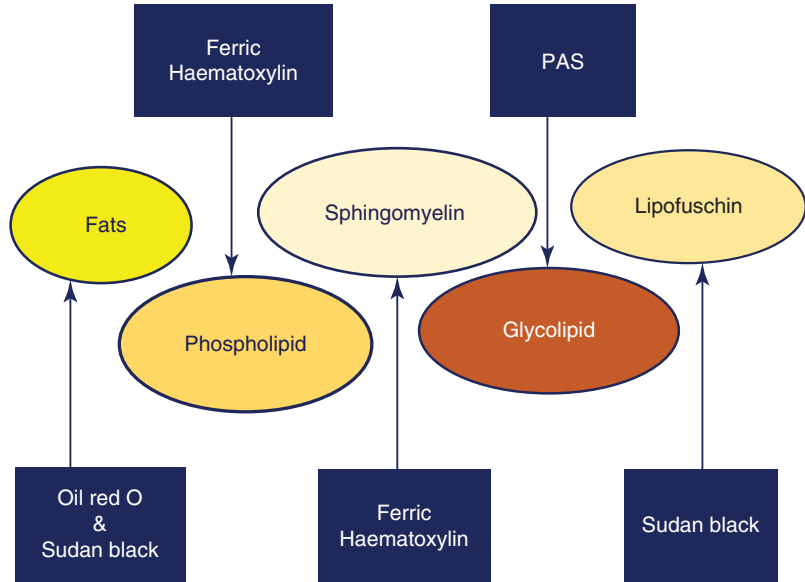 Ferric
Haematoxylin
PAS
Fats
Sphingomyelin
Lipofuschin
Phospholipid
Glycolipid
Oil red O
&
Sudan black
Ferric
Haematoxylin
Sudan black